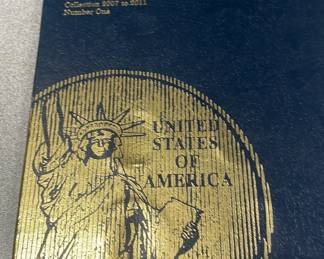 Collection 2007 to 2011
Number One
UNITED
STATES
OF
AMERICA